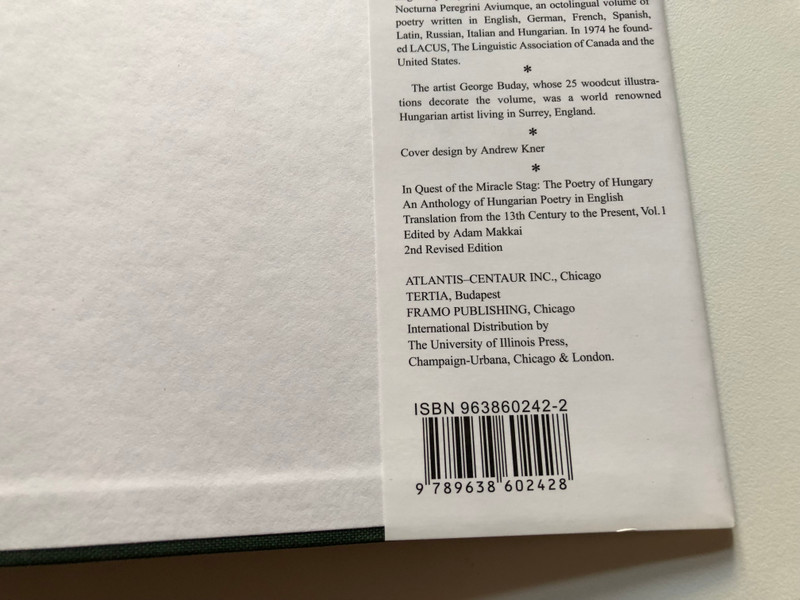 Nocturna Peregrini Aviumque, an octolingual volume of
poetry written in English, German, French, Spanish,
Latin, Russian, Italian and Hungarian. In 1974 he found-
ed LACUS, The Linguistic Association of Canada and the
United States.
*
The artist George Buday, whose 25 woodcut illustra-
tions decorate the volume, was a world renowned
Hungarian artist living in Surrey, England.
*
Cover design by Andrew Kner
*
In Quest of the Miracle Stag: The Poetry of Hungary
An Anthology of Hungarian Poetry in English
Translation from the 13th Century to the Present, Vol.1
Edited by Adam Makkai
2nd Revised Edition
ATLANTIS–CENTAUR INC., Chicago
TERTIA, Budapest
FRAMO PUBLISHING, Chicago
International Distribution by
The University of Illinois Press,
Champaign-Urbana, Chicago & London.
ISBN 963860242-2
9 789638 602428